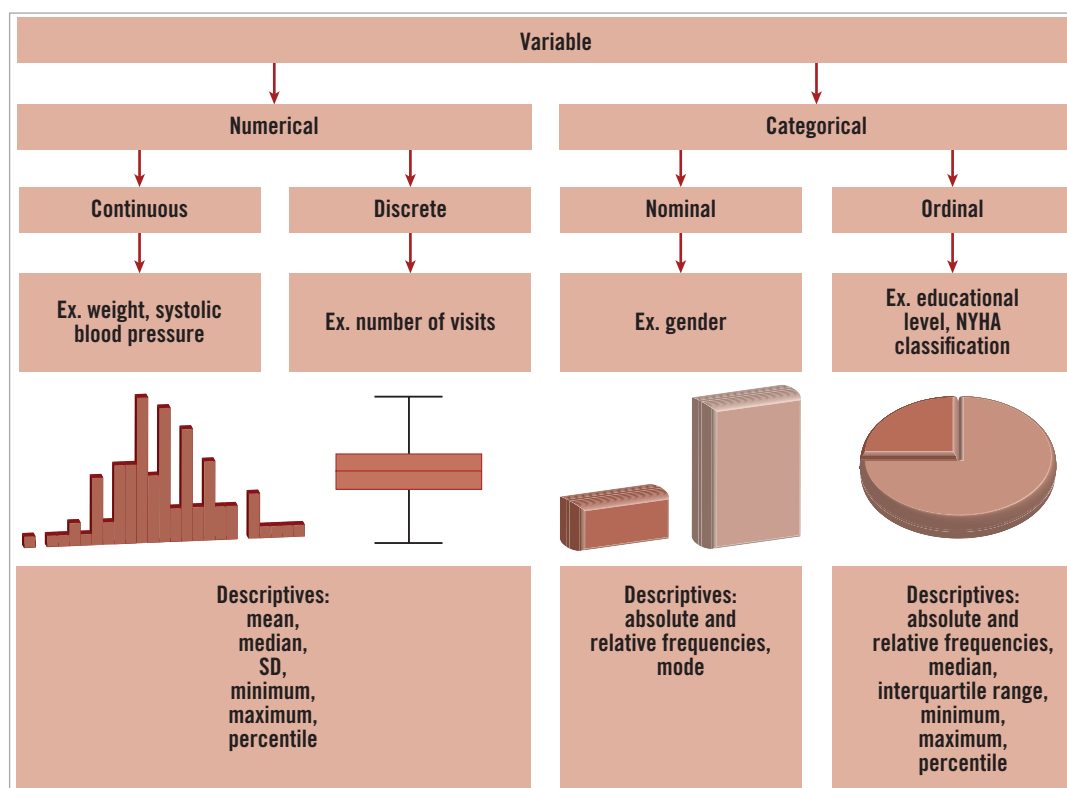 Variable
Numerical
Categorical
Continuous
Discrete
Nominal
Ordinal
Ex. weight, systolic
blood pressure
Ex. number of visits
Ex. gender
Ex. educational
level, NYHA
classification
Descriptives:
mean,
median,
SD,
minimum,
maximum,
percentile
Descriptives:
absolute and
relative frequencies,
mode
Descriptives:
absolute and
relative frequencies,
median,
interquartile range,
minimum,
maximum,
percentile